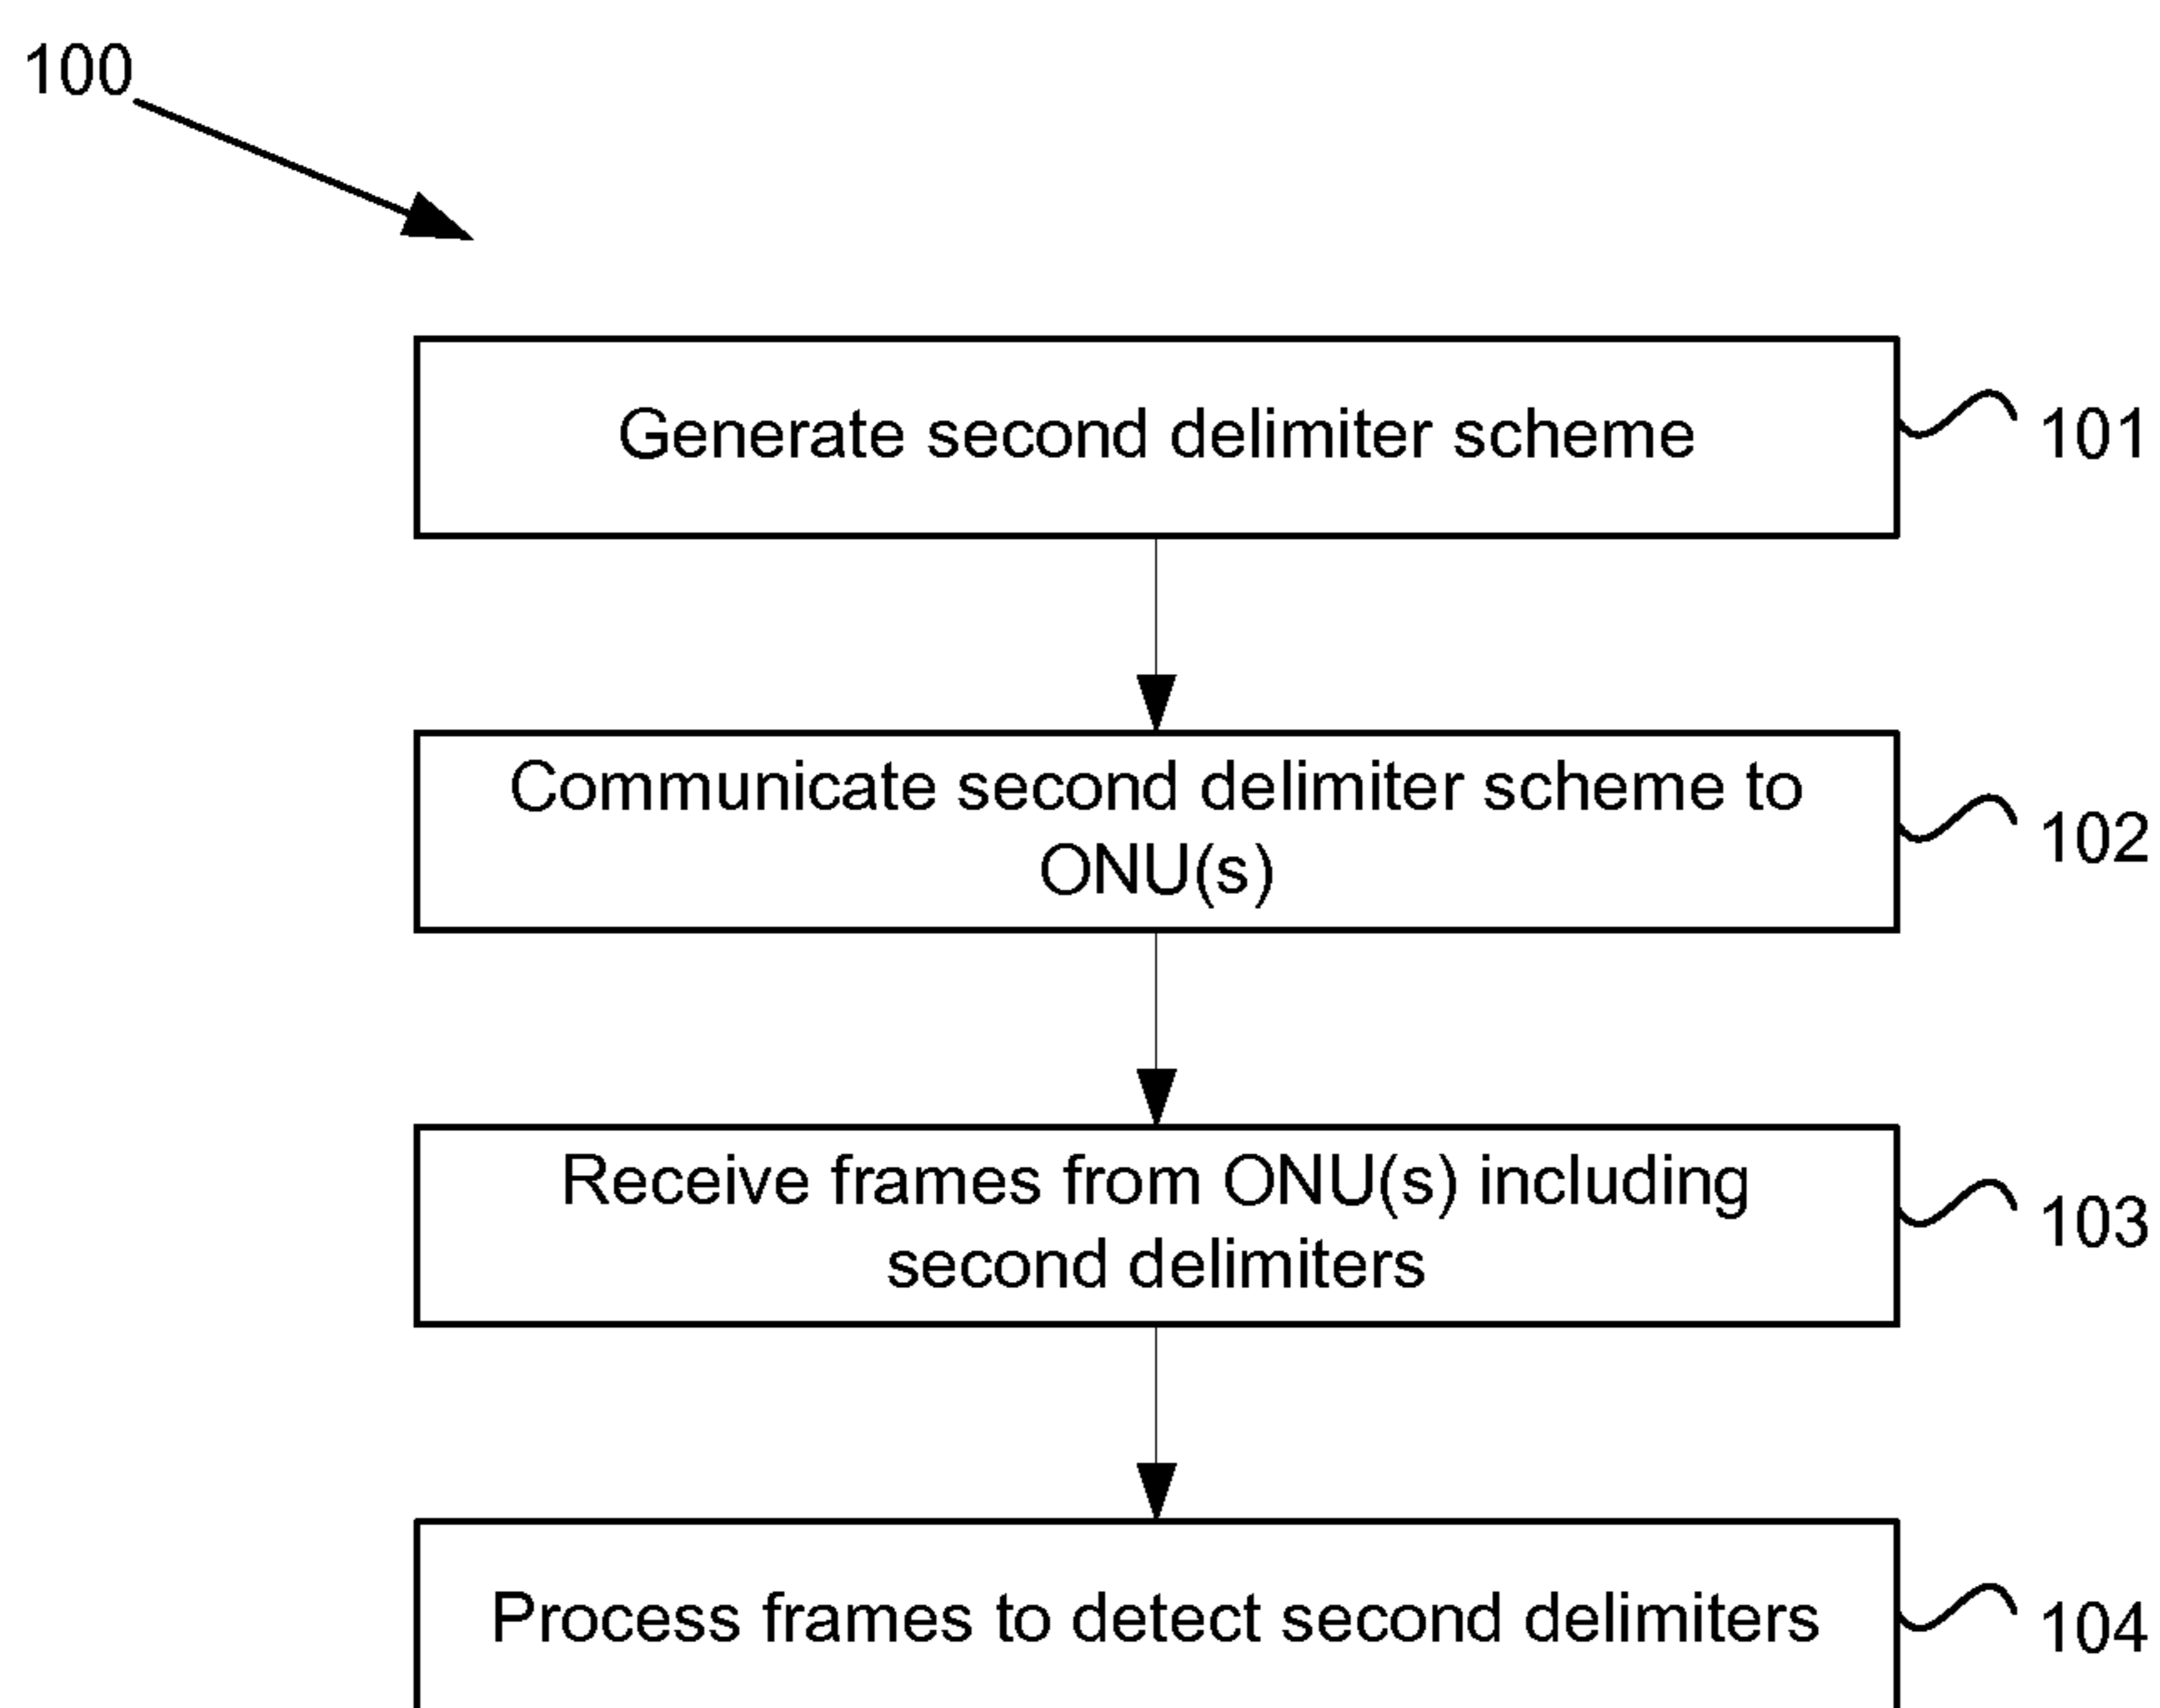 100
Generate second delimiter scheme
101
Communicate second delimiter scheme to
ONU(s)
102
Receive frames from ONU(s) including
second delimiters
103
Process frames to detect second delimiters
104